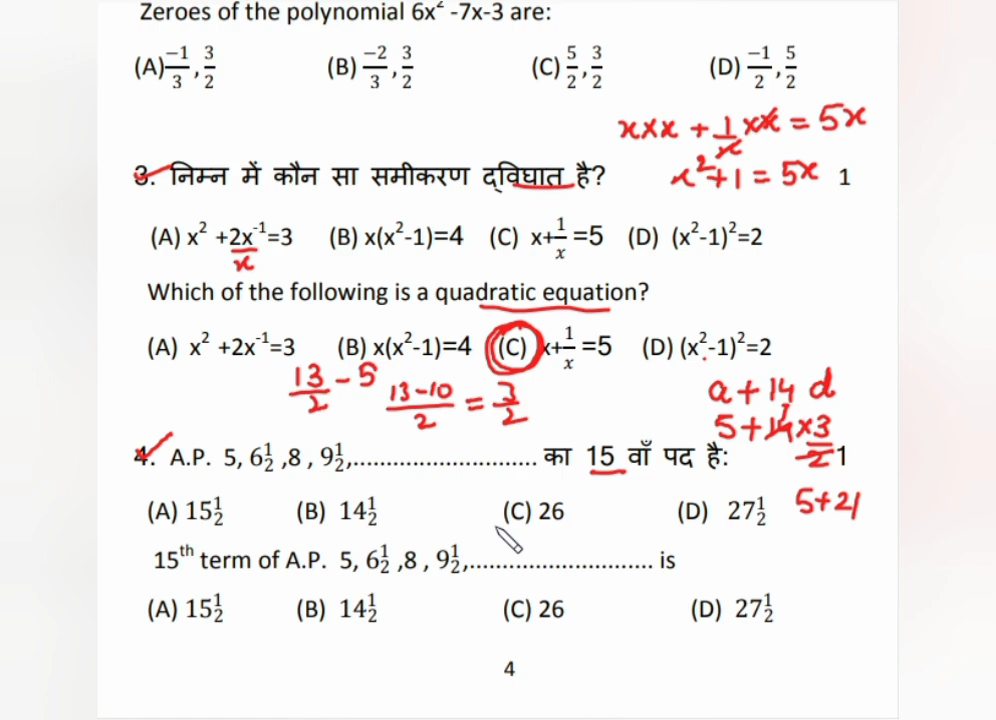 Zeroes of the polynomial 6x² -7x-3 are:
(A) −1/3 , 3/2 (B) −2/3 , 3/2 (C) 5/2 , 3/2 (D) −1/2 , 5/2
x×x + 1/x ×x = 5x
3. निम्न में कौन सा समीकरण द्विघात है? x²+1 = 5x 1
(A) x² +2x⁻¹=3 (B) x(x²-1)=4 (C) x+1/x =5 (D) (x²-1)²=2
x
Which of the following is a quadratic equation?
(A) x² +2x⁻¹=3 (B) x(x²-1)=4 (C) x+1/x =5 (D) (x²-1)²=2
13/2 - 5 13-10/2 = 3/2 a + 14 d
5 + 14 × 3/2
4. A.P. 5, 6½ ,8 , 9½,............................ का 15 वाँ पद है: 1
(A) 15½ (B) 14½ (C) 26 (D) 27½ 5+21
15th term of A.P. 5, 6½ ,8 , 9½,............................ is
(A) 15½ (B) 14½ (C) 26 (D) 27½
4